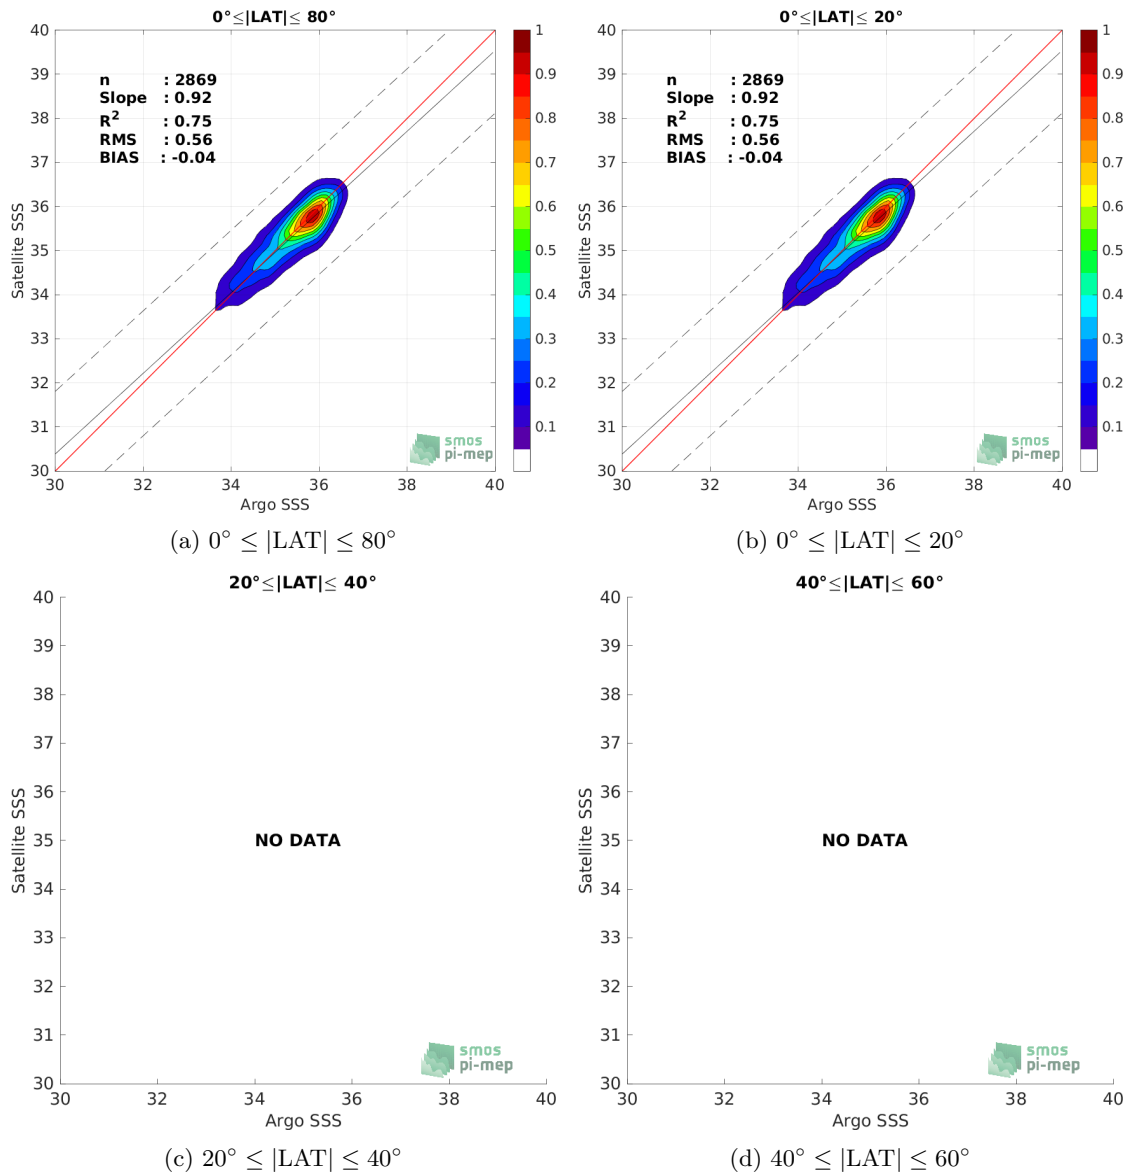 0°≤|LAT|≤ 80°
40
39
38
37
36
35
34
33
32
31
30
Satellite SSS
n : 2869
Slope : 0.92
R² : 0.75
RMS : 0.56
BIAS : -0.04
1
0.9
0.8
0.7
0.6
0.5
0.4
0.3
0.2
0.1
smos
pi-mep
30 32 34 36 38 40
Argo SSS
(a) 0° ≤ |LAT| ≤ 80°
0°≤|LAT|≤ 20°
40
39
38
37
36
35
34
33
32
31
30
Satellite SSS
n : 2869
Slope : 0.92
R² : 0.75
RMS : 0.56
BIAS : -0.04
1
0.9
0.8
0.7
0.6
0.5
0.4
0.3
0.2
0.1
smos
pi-mep
30 32 34 36 38 40
Argo SSS
(b) 0° ≤ |LAT| ≤ 20°
20°≤|LAT|≤ 40°
40
39
38
37
36
35
34
33
32
31
30
Satellite SSS
NO DATA
smos
pi-mep
30 32 34 36 38 40
Argo SSS
(c) 20° ≤ |LAT| ≤ 40°
40°≤|LAT|≤ 60°
40
39
38
37
36
35
34
33
32
31
30
Satellite SSS
NO DATA
smos
pi-mep
30 32 34 36 38 40
Argo SSS
(d) 40° ≤ |LAT| ≤ 60°